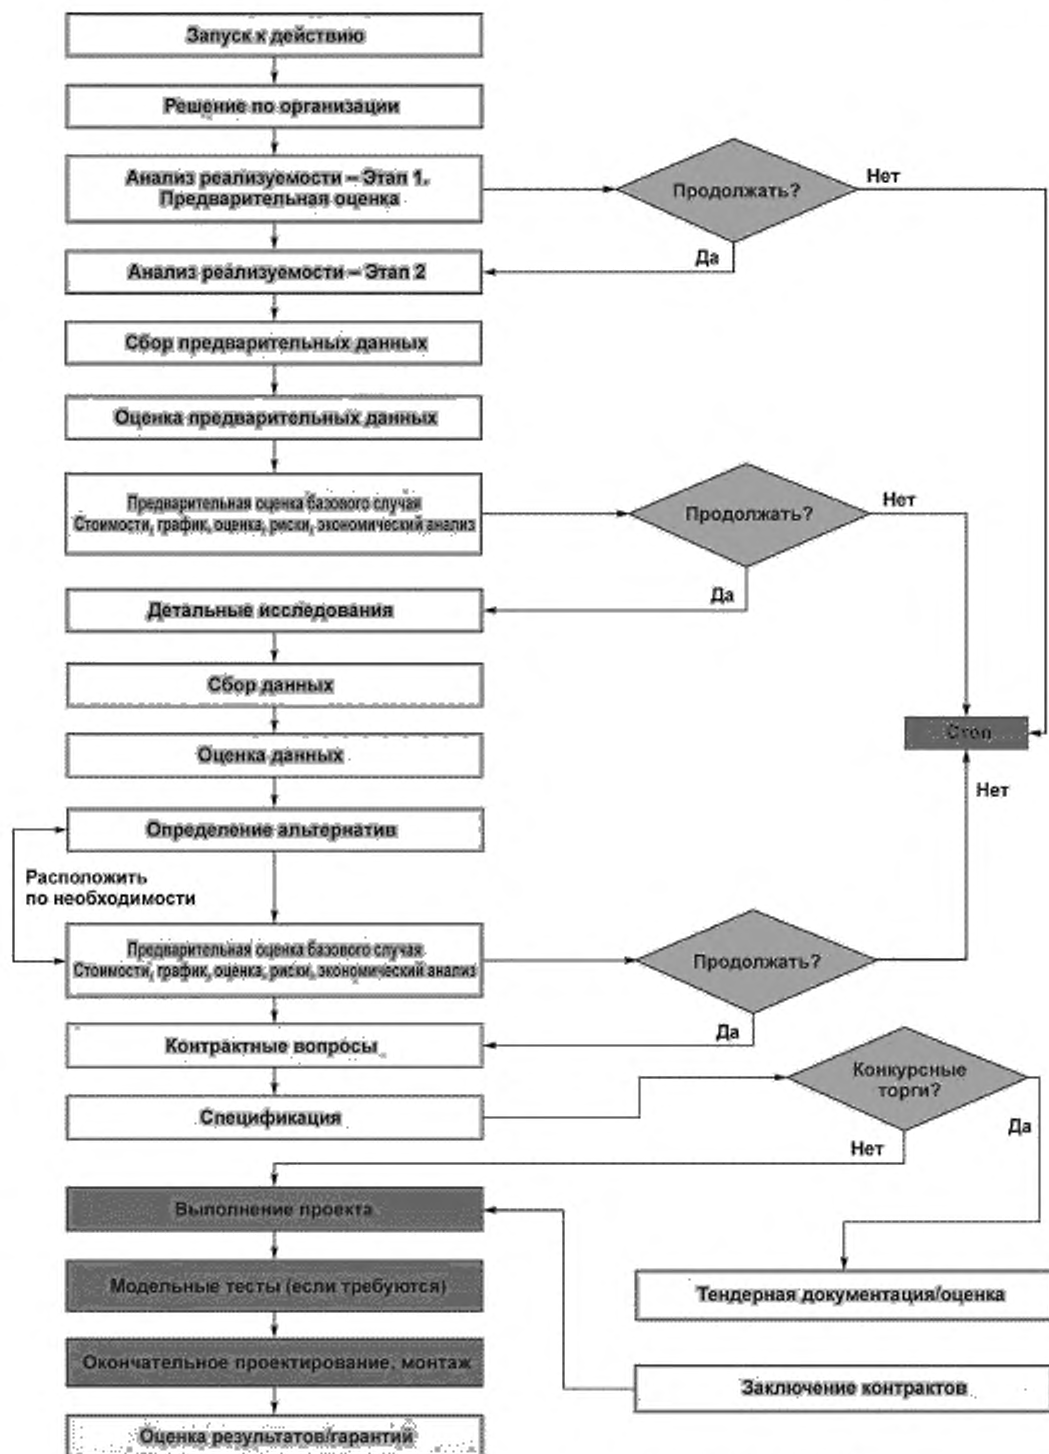 Запуск к действию
Решение по организации
Анализ реализуемости – Этап 1.
Предварительная оценка
Продолжать?
Нет
Да
Анализ реализуемости – Этап 2
Сбор предварительных данных
Оценка предварительных данных
Предварительная оценка базового случая
Стоимости, график, оценка, риски, экономический анализ
Продолжать?
Нет
Да
Детальные исследования
Сбор данных
Стоп
Оценка данных
Нет
Определение альтернатив
Расположить
по необходимости
Предварительная оценка базового случая
Стоимости, график, оценка, риски, экономический анализ
Продолжать?
Да
Контрактные вопросы
Конкурсные
торги?
Спецификация
Да
Нет
Выполнение проекта
Модельные тесты (если требуются)
Тендерная документация/оценка
Окончательное проектирование, монтаж
Заключение контрактов
Оценка результатов/гарантий